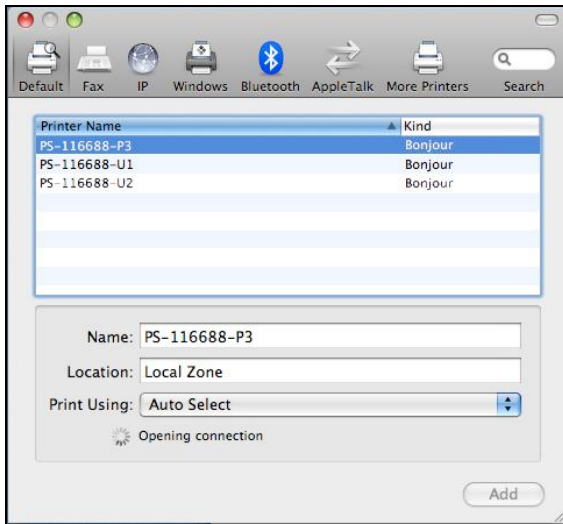 Default Fax IP Windows Bluetooth AppleTalk More Printers Search
Printer Name Kind
PS-116688-P3 Bonjour
PS-116688-U1 Bonjour
PS-116688-U2 Bonjour
Name: PS-116688-P3
Location: Local Zone
Print Using: Auto Select
Opening connection
Add